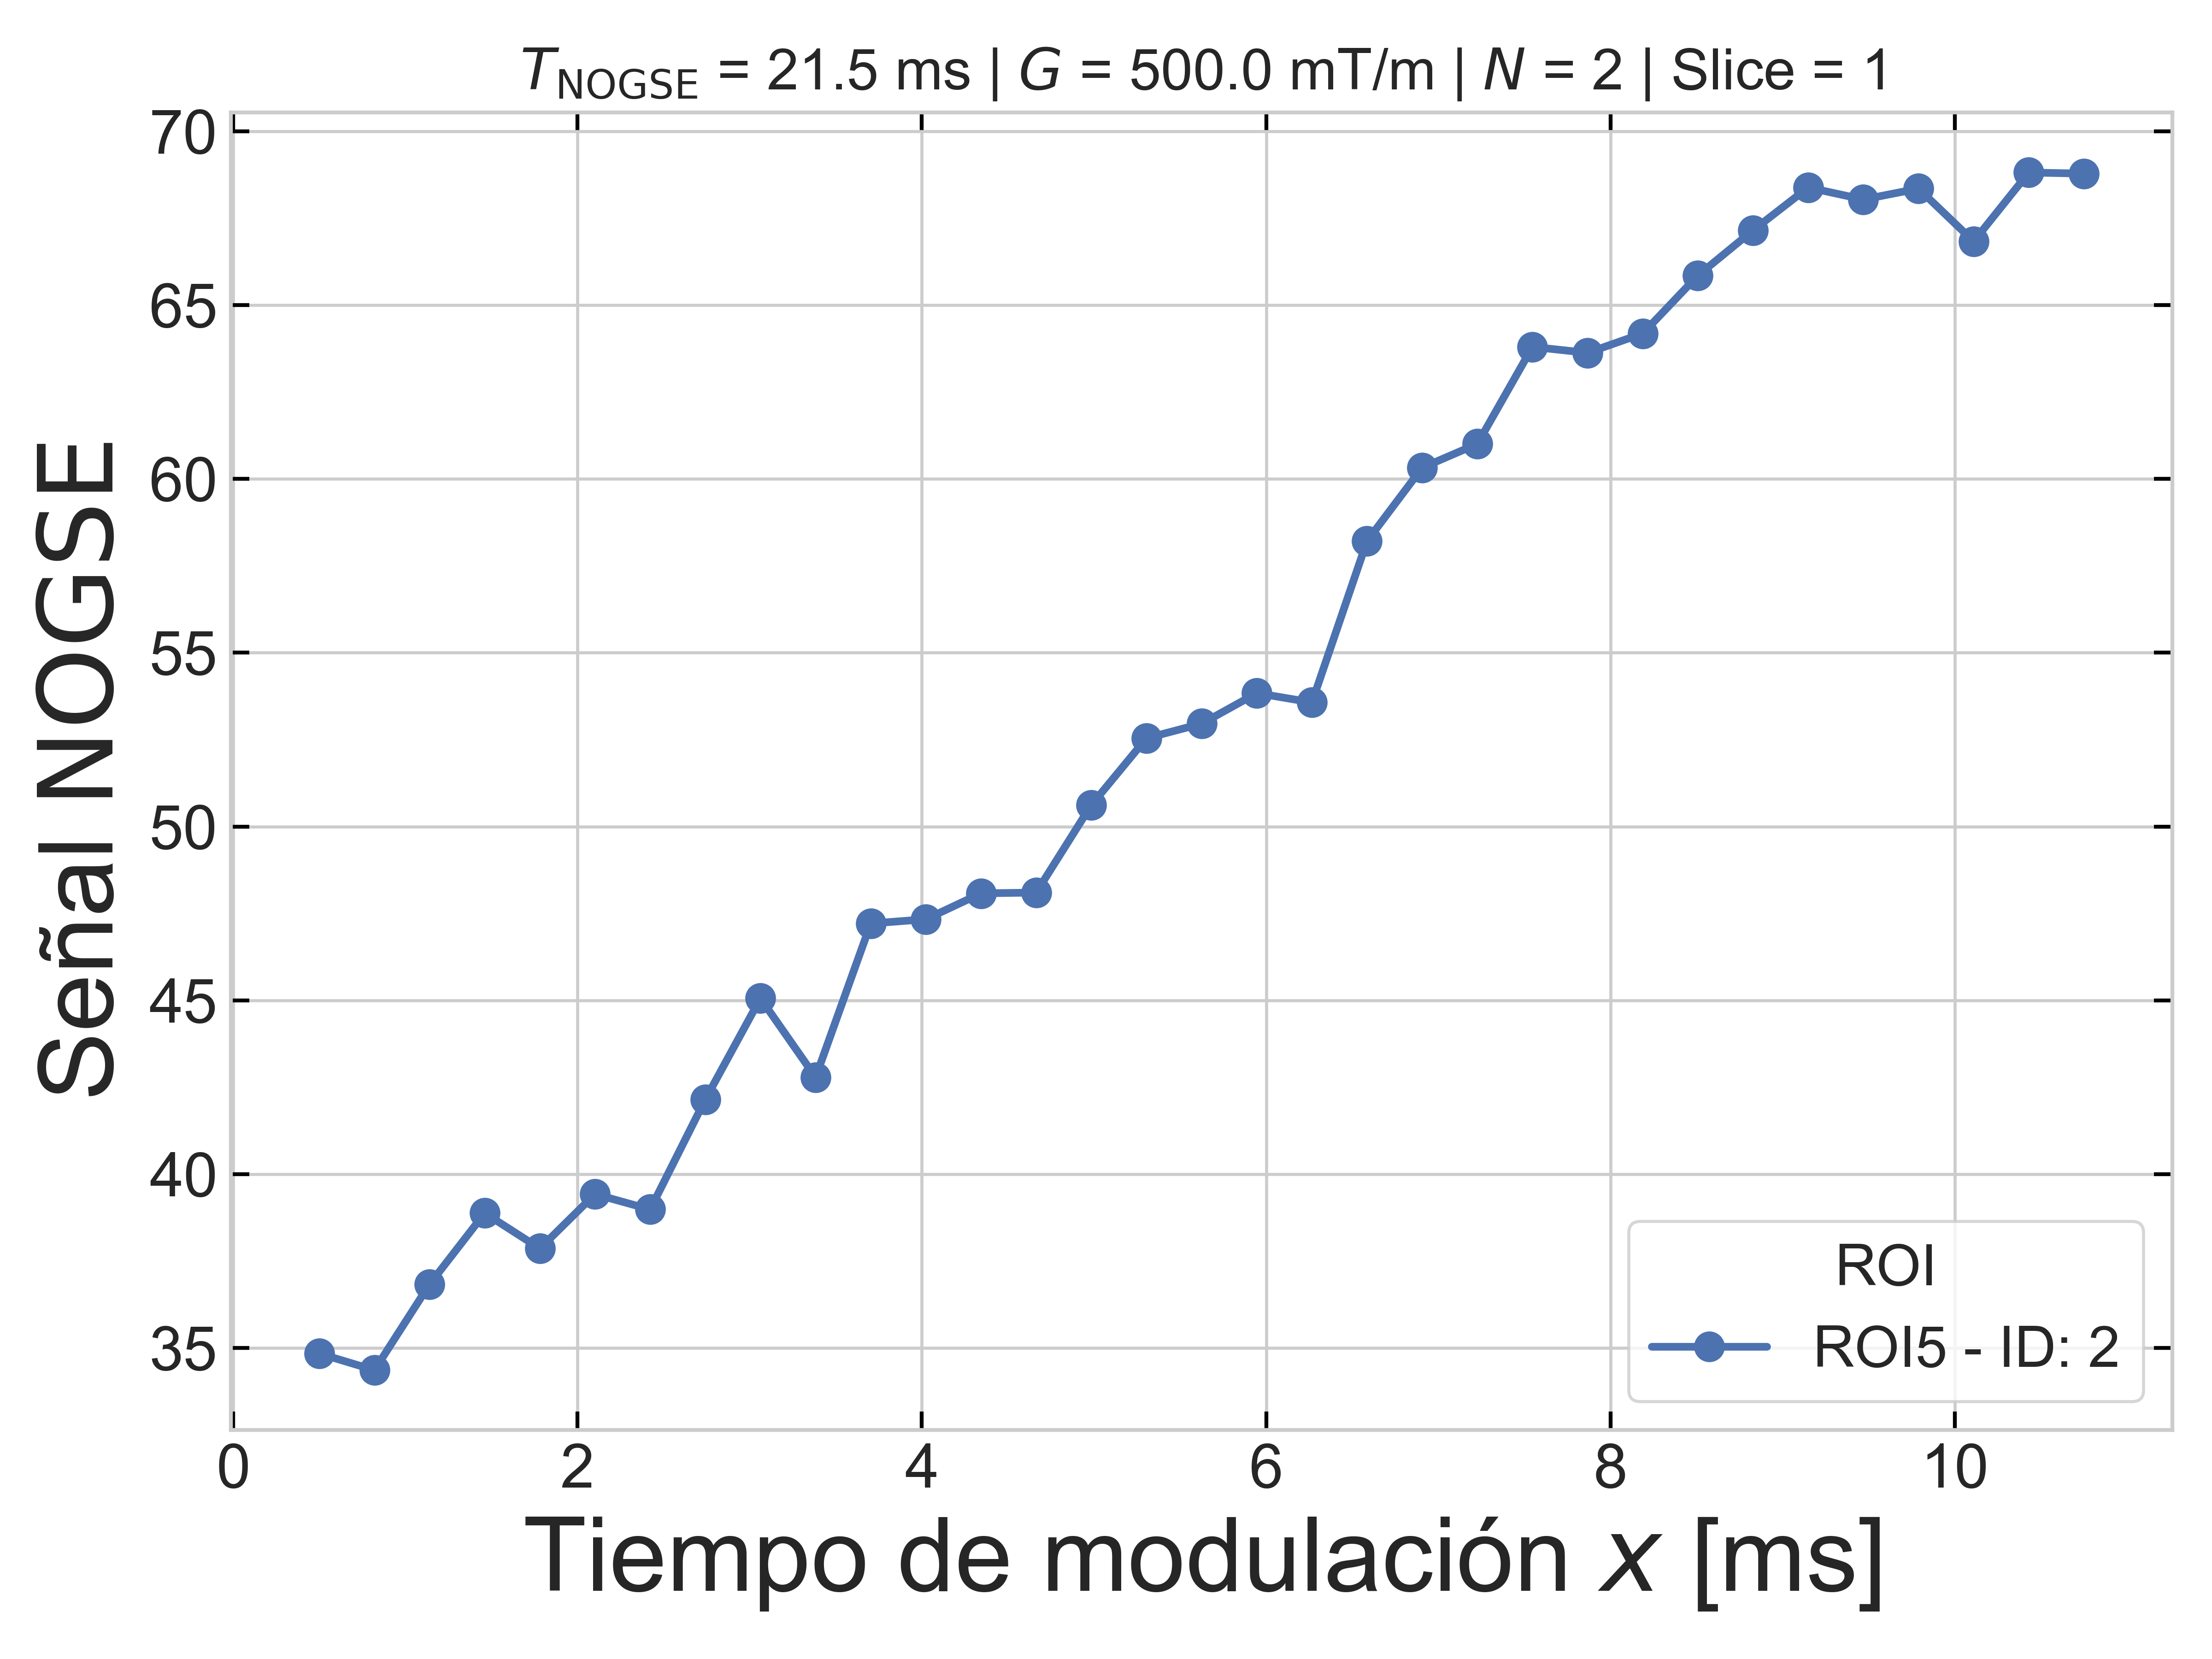 T_NOGSE = 21.5 ms | G = 500.0 mT/m | N = 2 | Slice = 1
Señal NOGSE
70
65
60
55
50
45
40
35
0 2 4 6 8 10
Tiempo de modulación x [ms]
ROI
ROI5 - ID: 2